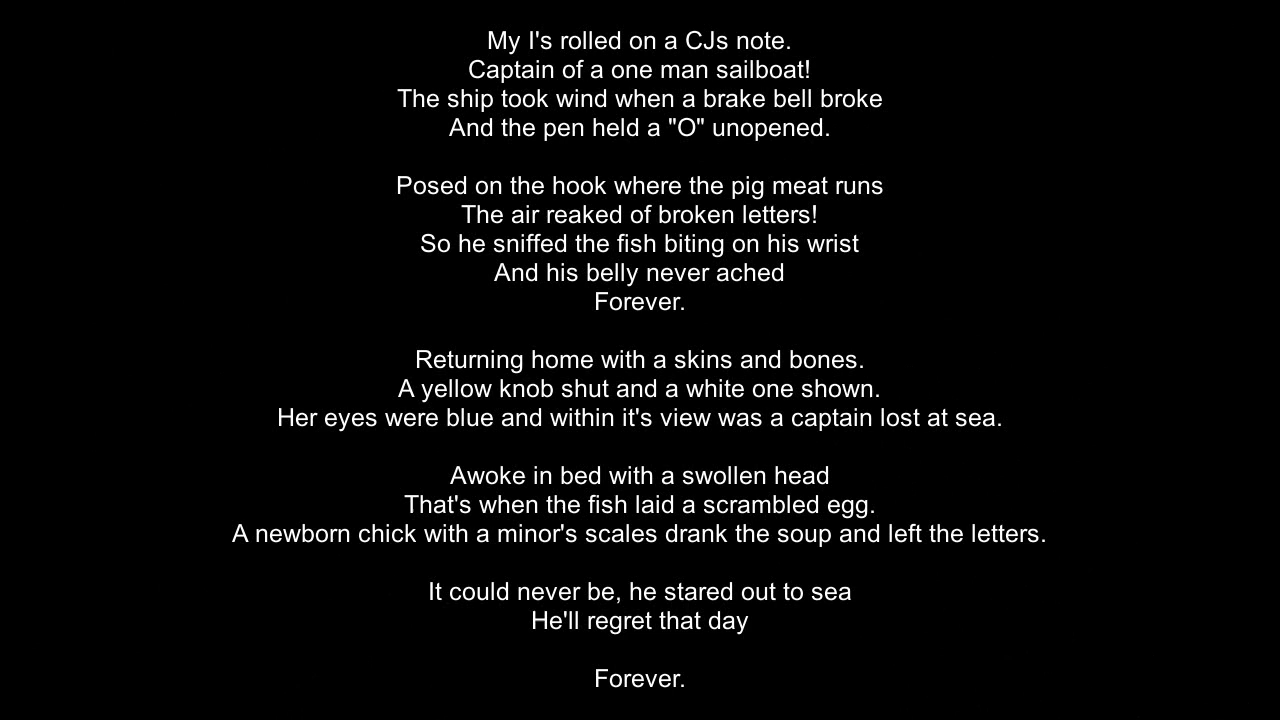 My I's rolled on a CJs note.
Captain of a one man sailboat!
The ship took wind when a brake bell broke
And the pen held a "O" unopened.
Posed on the hook where the pig meat runs
The air reaked of broken letters!
So he sniffed the fish biting on his wrist
And his belly never ached
Forever.
Returning home with a skins and bones.
A yellow knob shut and a white one shown.
Her eyes were blue and within it's view was a captain lost at sea.
Awoke in bed with a swollen head
That's when the fish laid a scrambled egg.
A newborn chick with a minor's scales drank the soup and left the letters.
It could never be, he stared out to sea
He'll regret that day
Forever.